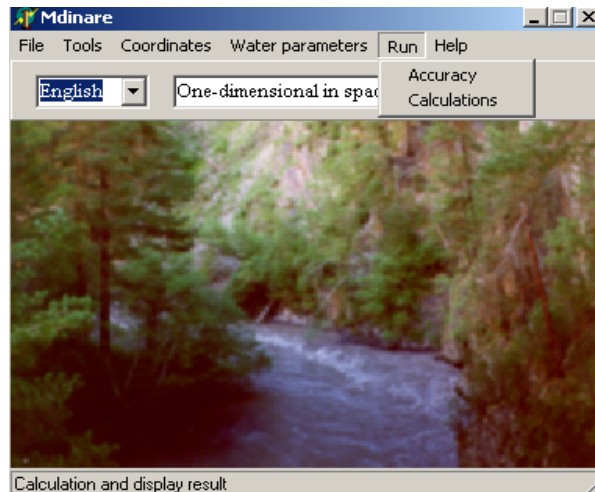 Mdinare
File Tools Coordinates Water parameters Run Help
Accuracy
Calculations
English
One-dimensional in spac
Calculation and display result